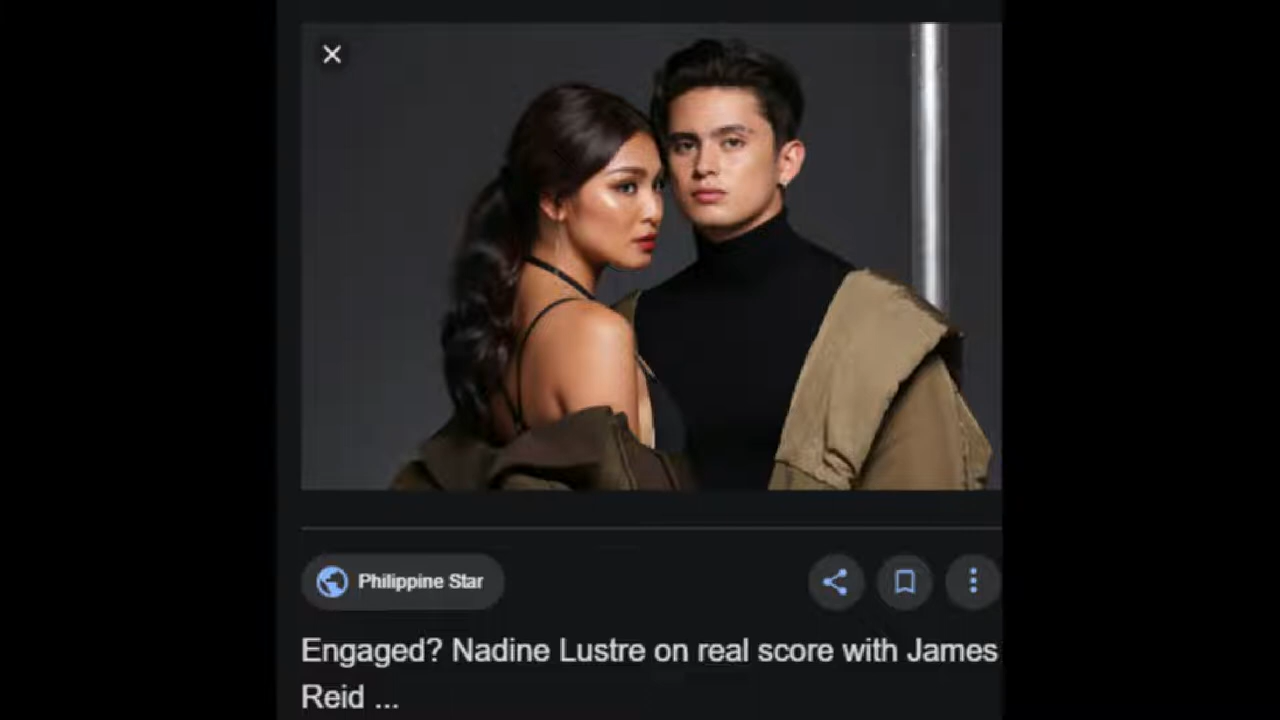 Philippine Star
Engaged? Nadine Lustre on real score with James
Reid ...